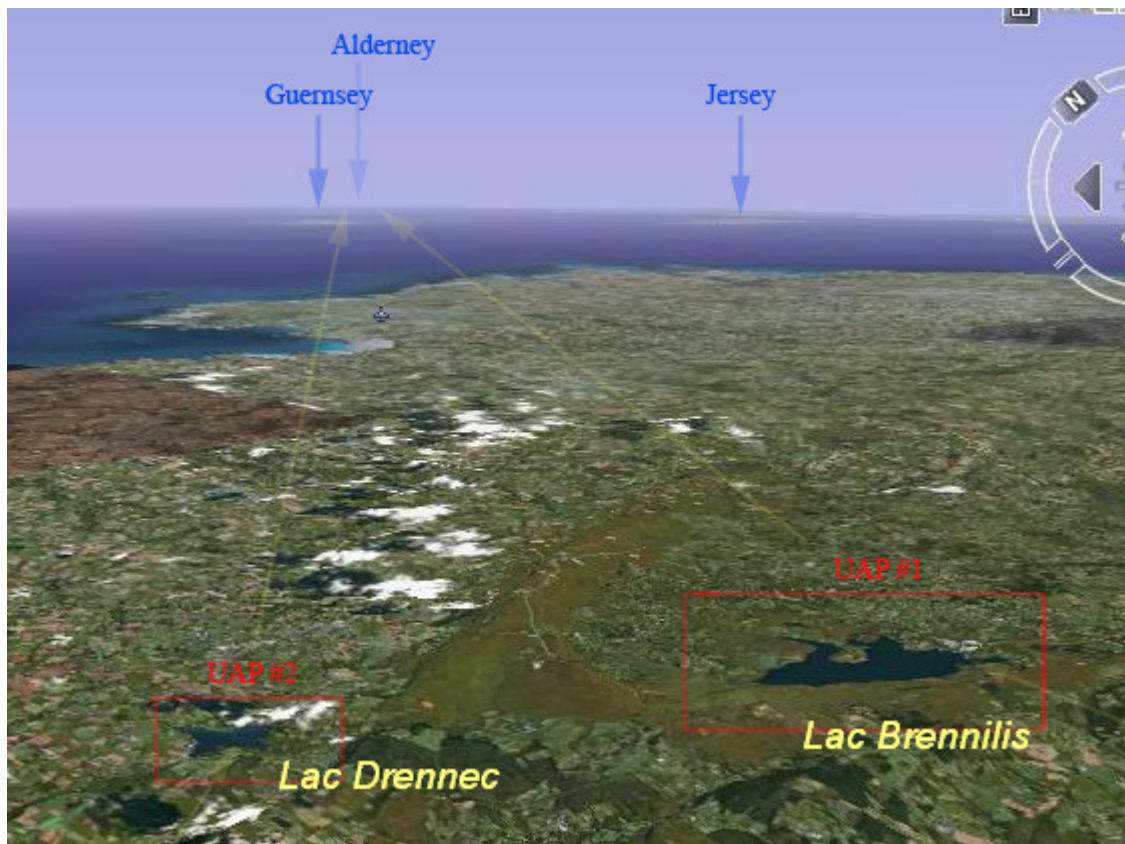 Alderney
Guernsey
Jersey
N
UAP #1
UAP #2
Lac Brennilis
Lac Drennec